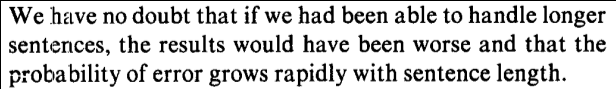 We have no doubt that if we had been able to handle longer
sentences, the results would have been worse and that the
probability of error grows rapidly with sentence length.